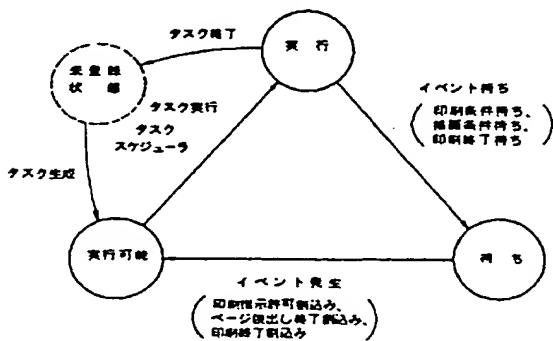 タスク終了
実行
未登録
状態
イベント待ち
印刷条件待ち、
描画条件待ち、
印刷終了待ち
タスク実行
タスク
スケジューラ
タスク生成
実行可能
待ち
イベント発生
印刷指示許可割込み、
ページ検出し終了割込み、
印刷終了割込み